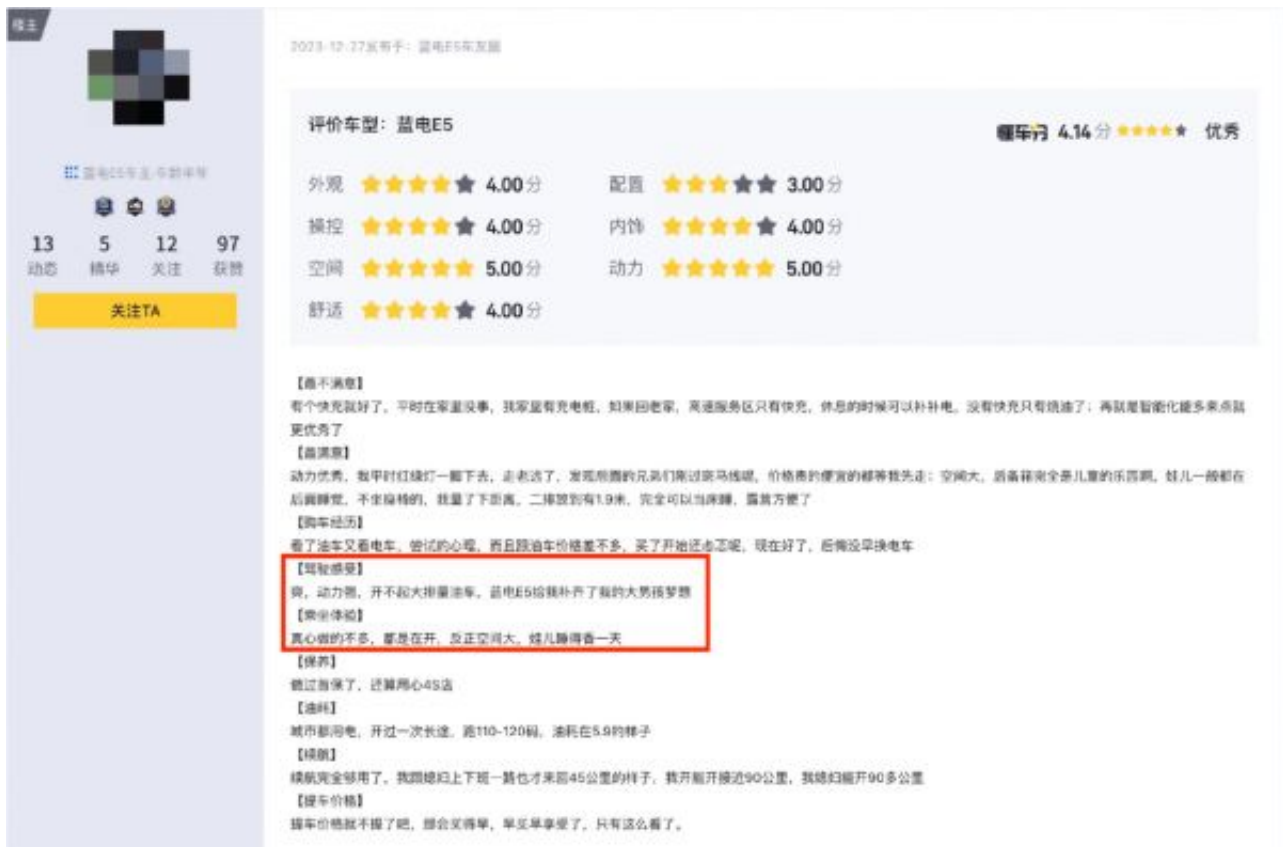 楼主
2023-12-27发布于：蓝电E5车友圈
评价车型：蓝电E5
懂车分 4.14分 优秀
蓝电E5车主·车龄半年
外观 4.00分 配置 3.00分
操控 4.00分 内饰 4.00分
空间 5.00分 动力 5.00分
舒适 4.00分
13 5 12 97
动态 精华 关注 获赞
关注TA
【最不满意】
有个快充就好了，平时在家里没事，我家里有充电桩，如果回老家，高速服务区只有快充，休息的时候可以补补电，没有快充只有烧油了；再就是智能化能多来点就
更优秀了
【最满意】
动力优秀，我平时红绿灯一脚下去，走老远了，发现后面的兄弟们刚过斑马线呢，价格贵的便宜的都等我先走；空间大，后备箱完全是儿童的乐园啊，娃儿一般都在
后面睡觉，不坐座椅的，我量了下距离，二排放到有1.9米，完全可以当床睡，露营方便了
【购车经历】
看了油车又看电车，尝试的心理，而且跟油车价格差不多，买了开始还忐忑呢，现在好了，后悔没早换电车
【驾驶感受】
爽，动力强，开不起大排量油车，蓝电E5给我补齐了我的大男孩梦想
【乘坐体验】
真心做的不多，都是在开，反正空间大，娃儿睡得香一天
【保养】
做过首保了，还算用心4S店
【油耗】
城市都用电，开过一次长途，跑110-120码，油耗在5.9的样子
【续航】
续航完全够用了，我跟媳妇上下班一路也才来回45公里的样子，我开能开接近90公里，我媳妇能开90多公里
【提车价格】
提车价格就不提了吧，都会买得早，早买早享受了，只有这么看了。